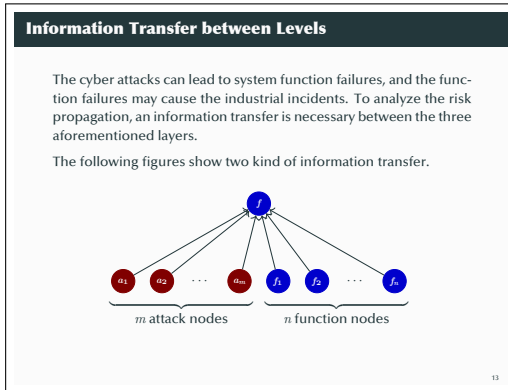 Information Transfer between Levels
The cyber attacks can lead to system function failures, and the func-
tion failures may cause the industrial incidents. To analyze the risk
propagation, an information transfer is necessary between the three
aforementioned layers.
The following figures show two kind of information transfer.
f
a1 a2 ··· am f1 f2 ··· fn
m attack nodes n function nodes
13